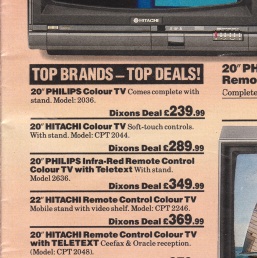 HITACHI
TOP BRANDS – TOP DEALS!
20" PHILIPS Colour TV Comes complete with
stand. Model: 2036.
Dixons Deal £239.99
20" HITACHI Colour TV Soft-touch controls.
With stand. Model: CPT 2044.
Dixons Deal £289.99
20" PHILIPS Infra-Red Remote Control
Colour TV with Teletext With stand.
Model 2636.
Dixons Deal £349.99
22" HITACHI Remote Control Colour TV
Mobile stand with video shelf. Model: CPT 2246.
Dixons Deal £369.99
20" HITACHI Remote Control Colour TV
with TELETEXT Ceefax & Oracle reception.
(Model: CPT 2048).
20" PH
Remo
Complete